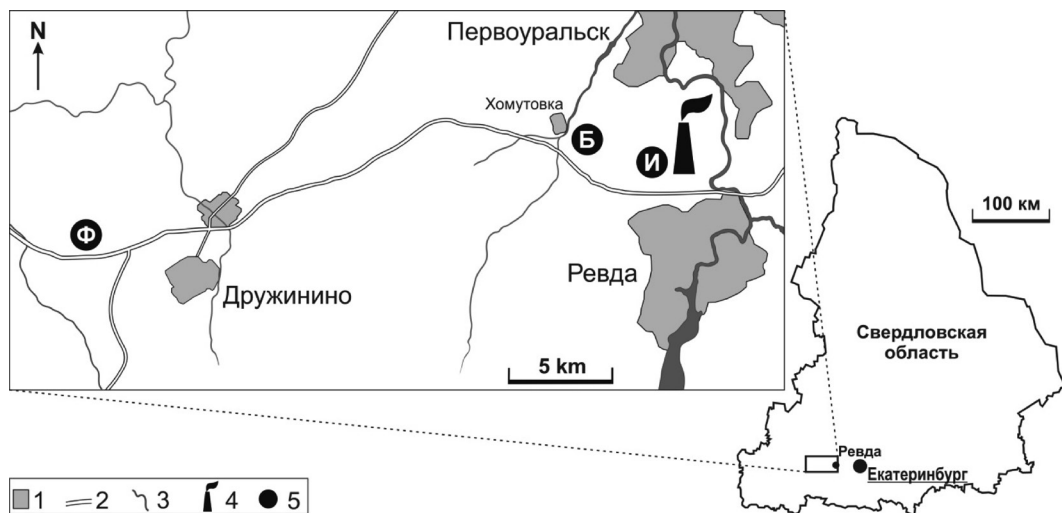 N
Первоуральск
Хомутовка
Б
И
Ф
Дружинино
Ревда
5 km
100 км
Свердловская
область
Ревда
Екатеринбург
1 2 3 4 5